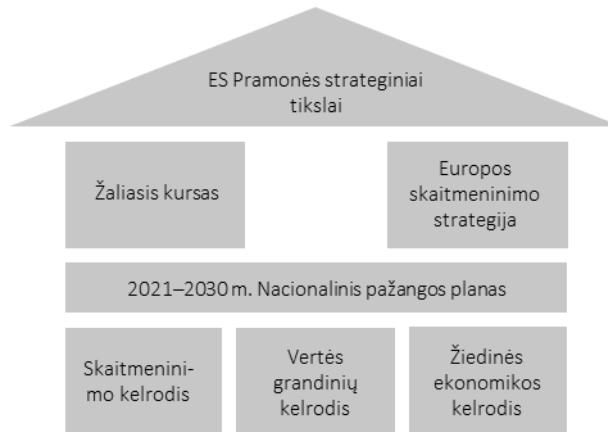 ES Pramonės strateginiai
tikslai
Žaliasis kursas
Europos
skaitmeninimo
strategija
2021–2030 m. Nacionalinis pažangos planas
Skaitmenini-
mo kelrodis
Vertės
grandinių
kelrodis
Žiedinės
ekonomikos
kelrodis